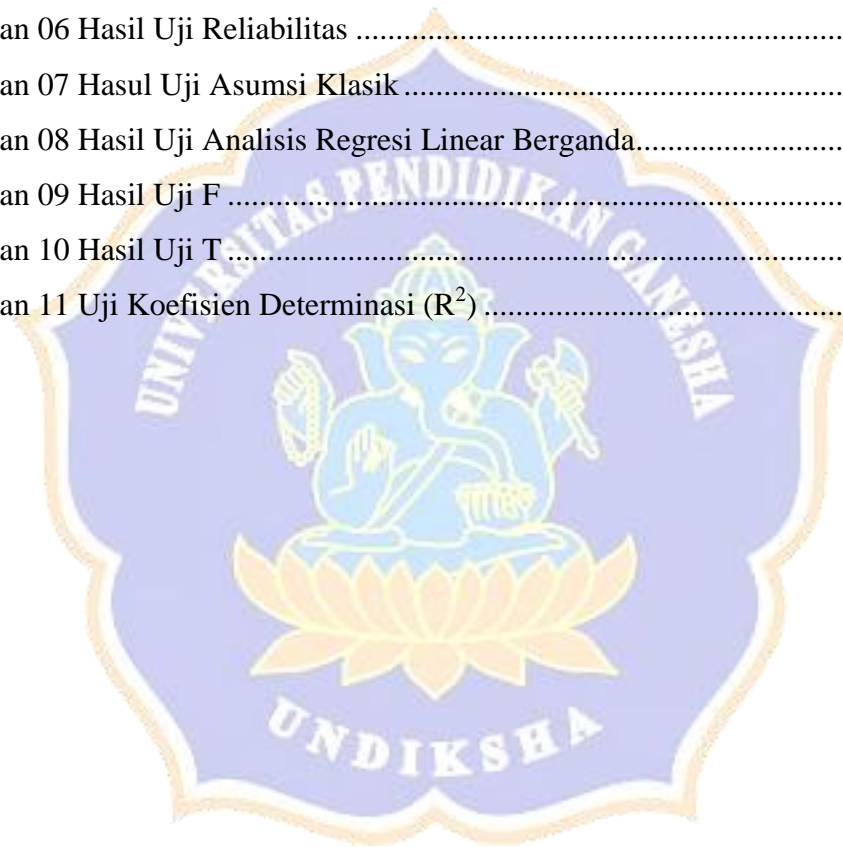 an 06 Hasil Uji Reliabilitas ......................................................................
an 07 Hasul Uji Asumsi Klasik ................................................................
an 08 Hasil Uji Analisis Regresi Linear Berganda..............................
an 09 Hasil Uji F .......................................................................................
an 10 Hasil Uji T .......................................................................................
an 11 Uji Koefisien Determinasi (R²) ...................................................
UNIVERSITAS PENDIDIKAN GANESHA
UNDIKSHA